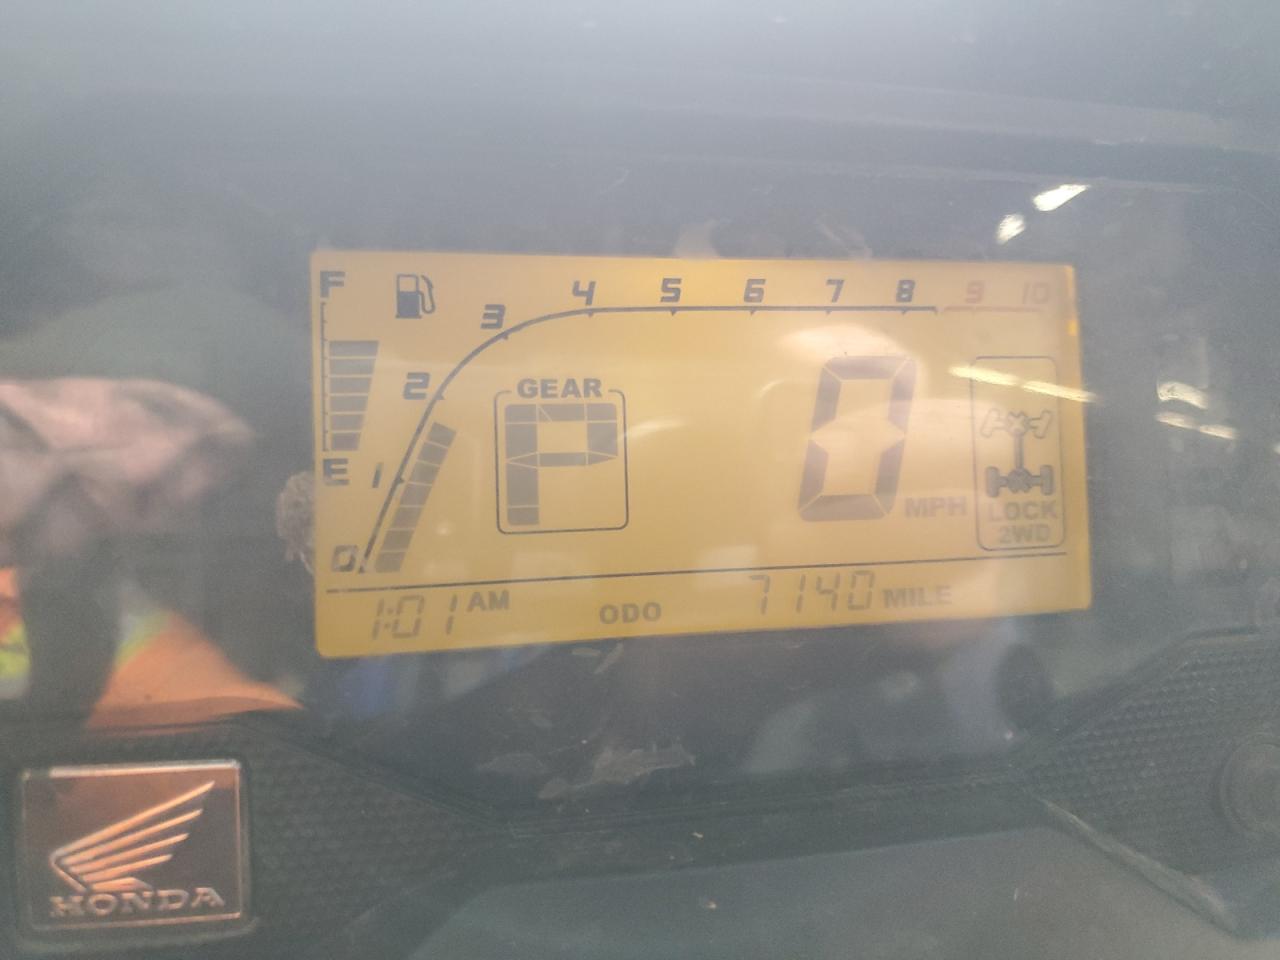 F
E
0 1 2 3 4 5 6 7 8 9 10
GEAR
P
0 MPH
LOCK
2WD
1:01 AM ODO 7140 MILE
HONDA